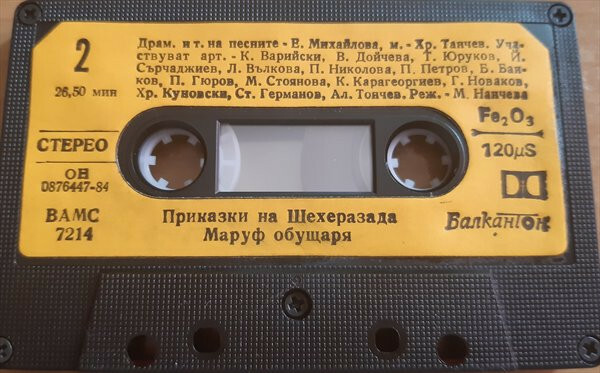 2
26,50 мин
Драм. и т. на песните - Е. Михайлова, м.- Хр. Танчев. Уча-
ствуват арт. - К. Варийски, В. Дойчева, Т. Юруков, Й.
Сърчаджиев, Л. Вълкова, П. Николова, П. Петров, Б. Бан-
ков, П. Гюров, М. Стоянова, К. Карагеоргиев, Г. Новаков,
Хр. Куновски, Ст. Германов, Ал. Тончев. Реж.- М. Нанчева
СТЕРЕО
ОН
0876447-84
ВАМС
7214
Fe2O3
120µS
Приказки на Шехеразада
Маруф обущаря
Балкантон